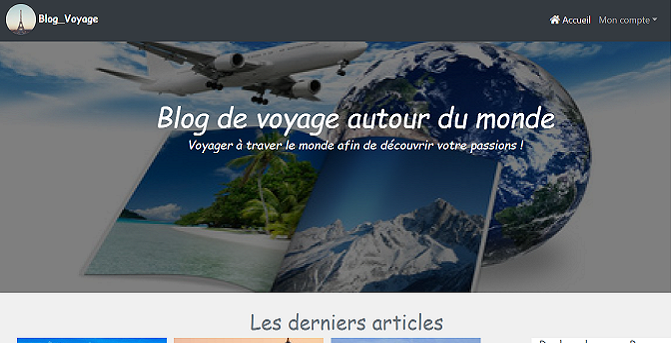 Blog_Voyage
Accueil Mon compte
Blog de voyage autour du monde
Voyager à traver le monde afin de découvrir votre passions !
Les derniers articles